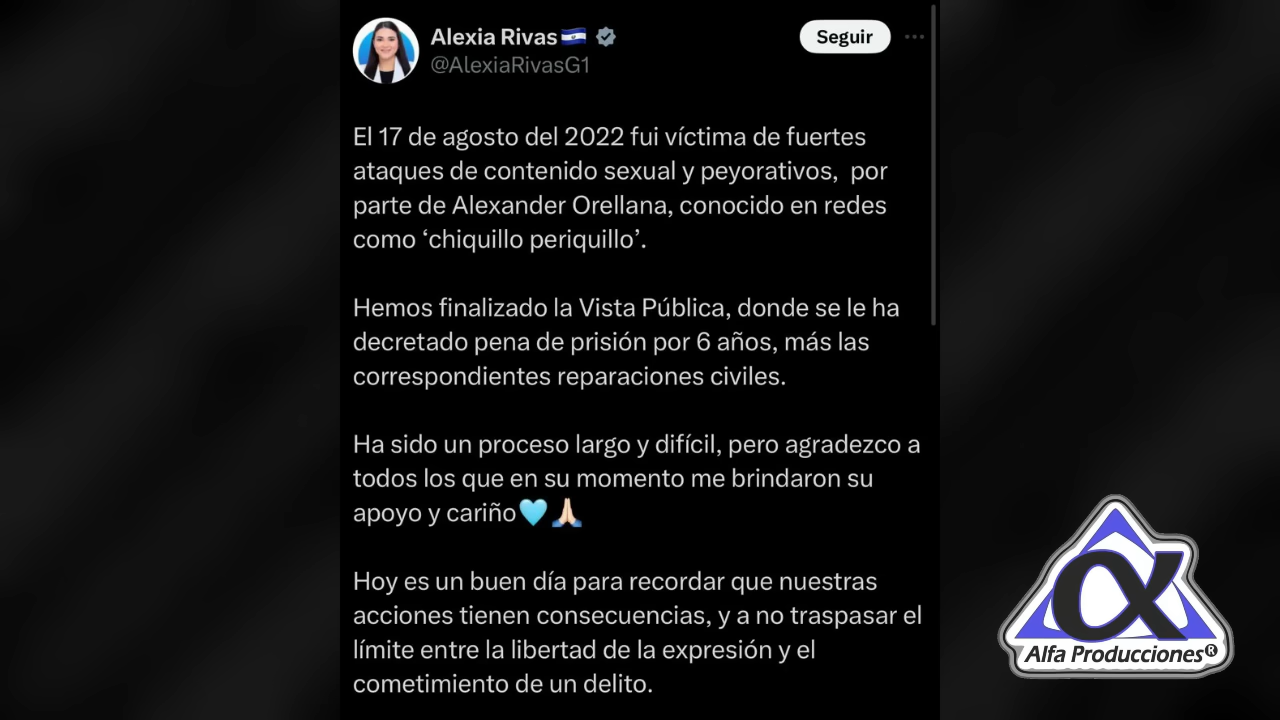 Alexia Rivas🇸🇻
Seguir
@AlexiaRivasG1
El 17 de agosto del 2022 fui víctima de fuertes
ataques de contenido sexual y peyorativos,  por
parte de Alexander Orellana, conocido en redes
como ‘chiquillo periquillo’.
Hemos finalizado la Vista Pública, donde se le ha
decretado pena de prisión por 6 años, más las
correspondientes reparaciones civiles.
Ha sido un proceso largo y difícil, pero agradezco a
todos los que en su momento me brindaron su
apoyo y cariño🩵🙏🏻
Hoy es un buen día para recordar que nuestras
acciones tienen consecuencias, y a no traspasar el
límite entre la libertad de la expresión y el
cometimiento de un delito.
α
Alfa Producciones®